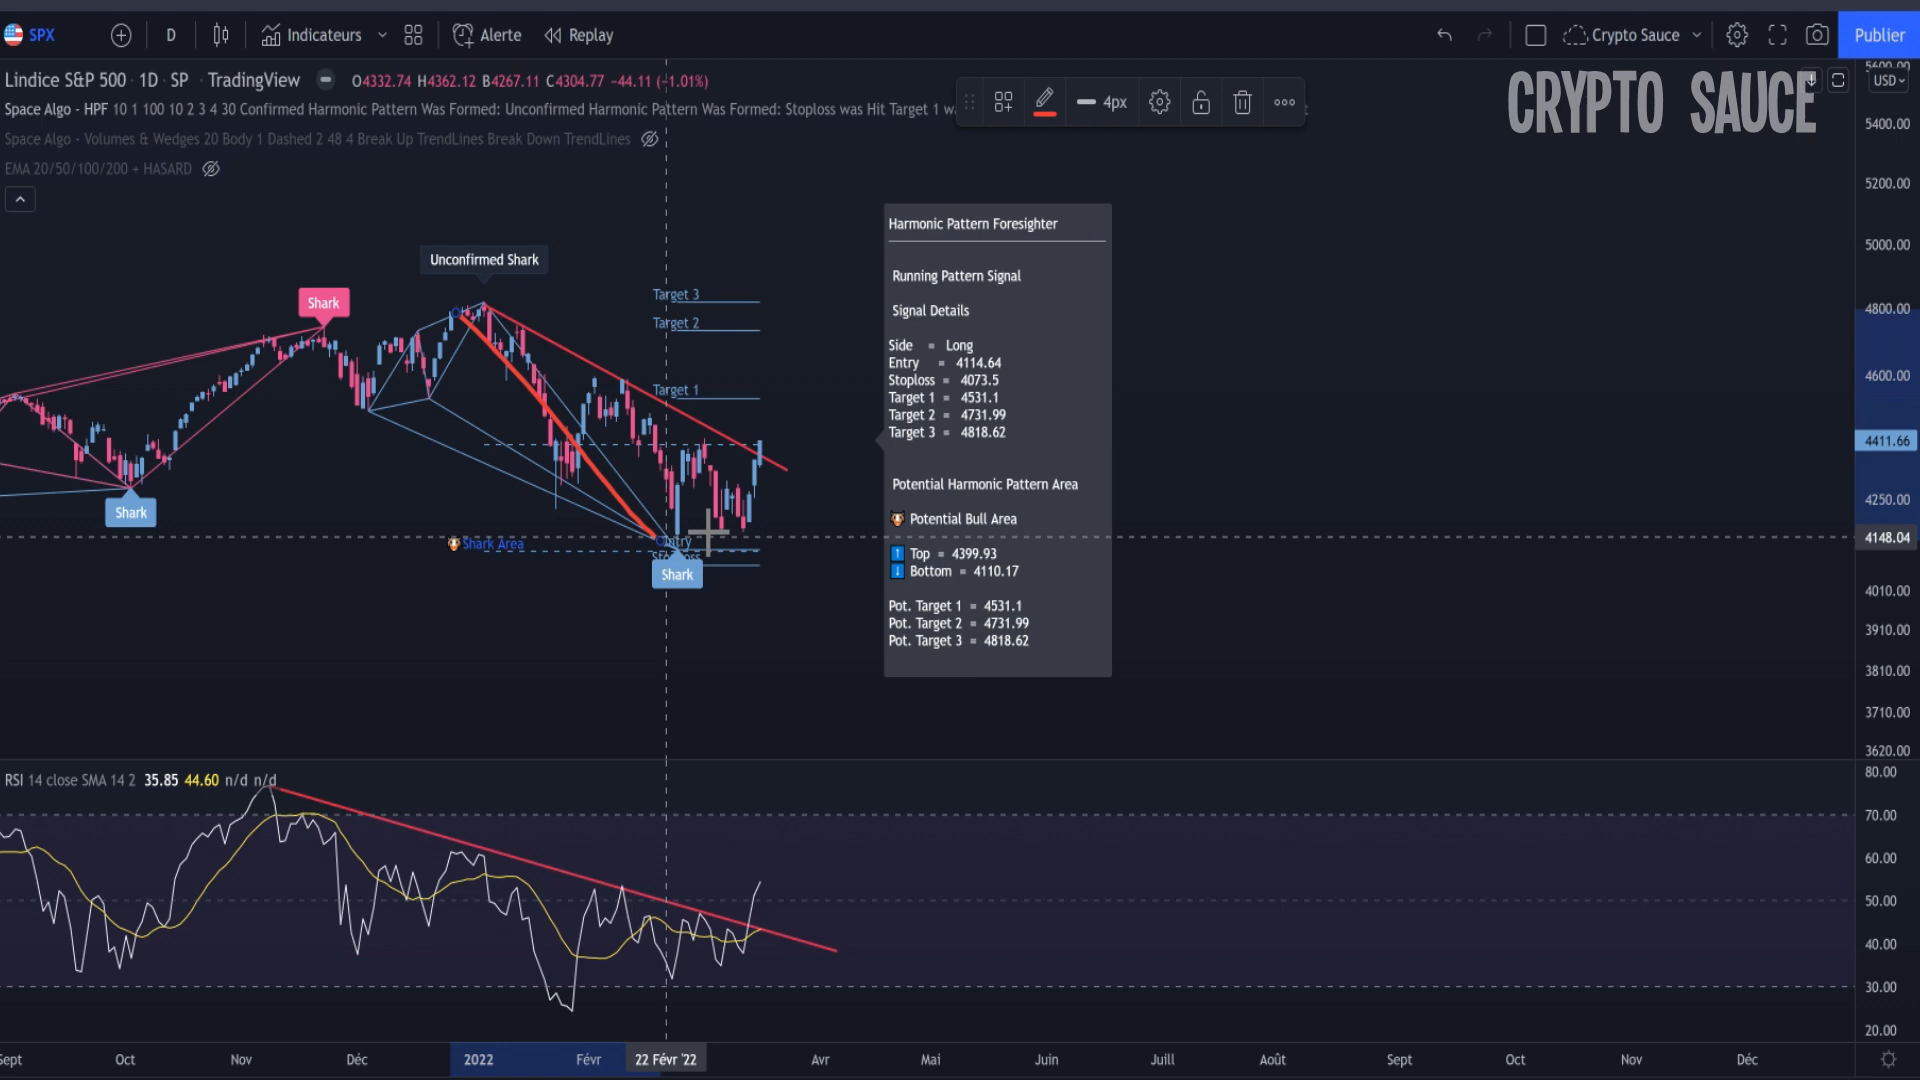 SPX D Indicateurs Alerte Replay Crypto Sauce Publier
Lindice S&P 500 · 1D · SP · TradingView O4332.74 H4362.12 B4267.11 C4304.77 −44.11 (−1.01%)
Space Algo - HPF 10 1 100 10 2 3 4 30 Confirmed Harmonic Pattern Was Formed: Unconfirmed Harmonic Pattern Was Formed: Stoploss was Hit Target 1
4px
Space Algo - Volumes & Wedges 20 Body 1 Dashed 2 48 4 Break Up TrendLines Break Down TrendLines
EMA 20/50/100/200 + HASARD
CRYPTO SAUCE
USD
5600.00
5400.00
5200.00
5000.00
4800.00
4600.00
4411.66
4250.00
4148.04
4010.00
3910.00
3810.00
3710.00
3620.00
Unconfirmed Shark
Shark
Target 3
Target 2
Target 1
Shark
Shark Area
Entry
Stoploss
Shark
Harmonic Pattern Foresighter
Running Pattern Signal
Signal Details
Side = Long
Entry = 4114.64
Stoploss = 4073.5
Target 1 = 4531.1
Target 2 = 4731.99
Target 3 = 4818.62
Potential Harmonic Pattern Area
Potential Bull Area
Top = 4399.93
Bottom = 4110.17
Pot. Target 1 = 4531.1
Pot. Target 2 = 4731.99
Pot. Target 3 = 4818.62
RSI 14 close SMA 14 2 35.85 44.60 n/d n/d
80.00
70.00
60.00
50.00
40.00
30.00
20.00
Sept Oct Nov Déc 2022 Févr 22 Févr '22 Avr Mai Juin Juill Août Sept Oct Nov Déc